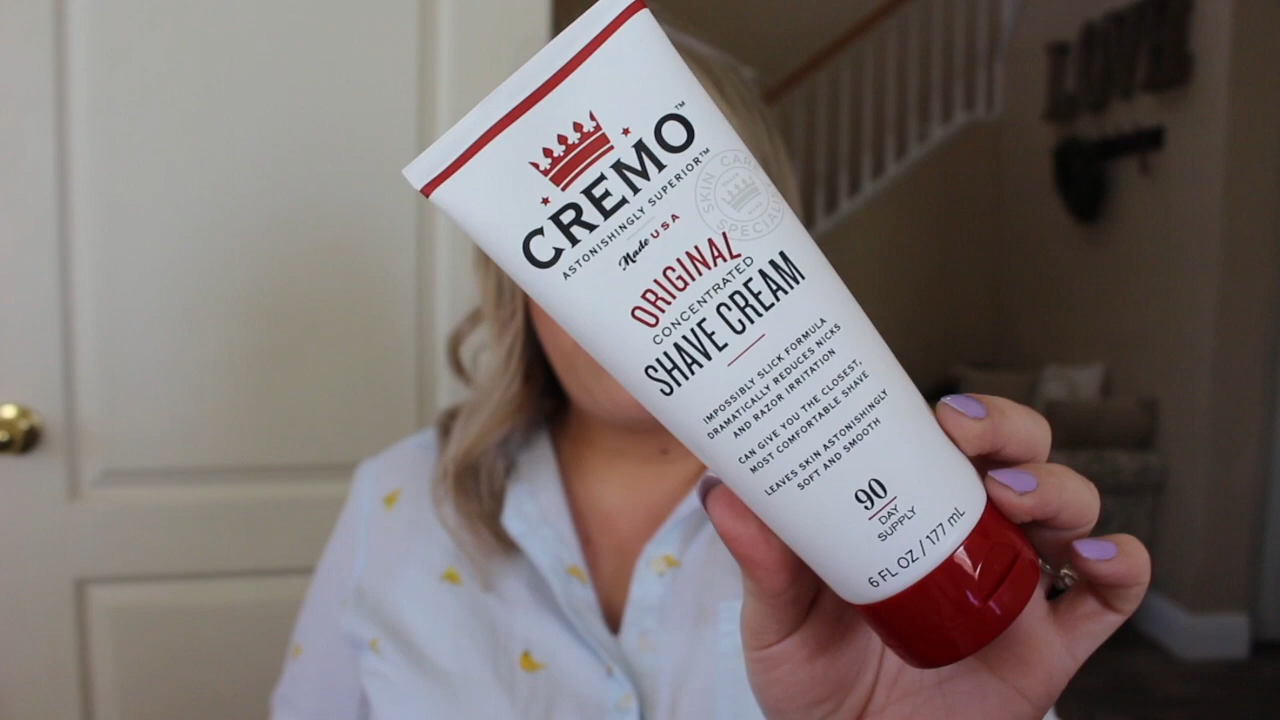 CREMO™
ASTONISHINGLY SUPERIOR™
Made USA
SKIN CARE
SPECIALIST
ORIGINAL
CONCENTRATED
SHAVE CREAM
IMPOSSIBLY SLICK FORMULA
DRAMATICALLY REDUCES NICKS
AND RAZOR IRRITATION
CAN GIVE YOU THE CLOSEST,
MOST COMFORTABLE SHAVE
LEAVES SKIN ASTONISHINGLY
SOFT AND SMOOTH
90
DAY
SUPPLY
6 FL OZ / 177 mL
LOVE